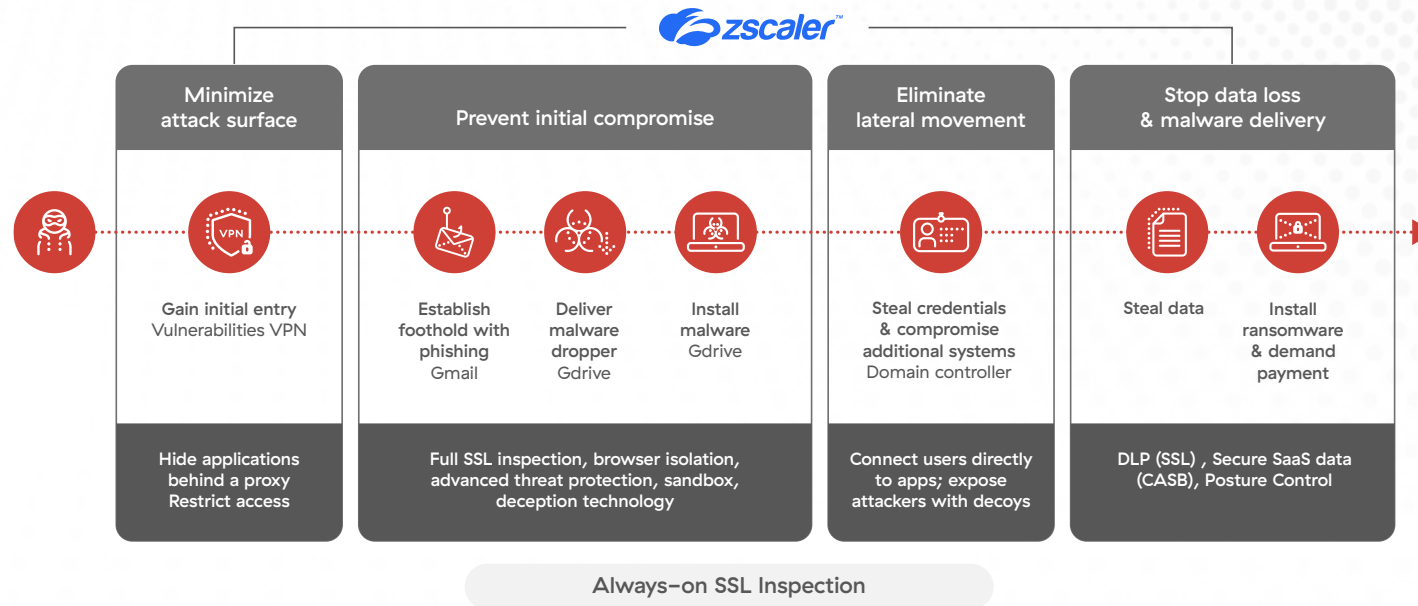 zscaler™
Minimize
attack surface
Prevent initial compromise
Eliminate
lateral movement
Stop data loss
& malware delivery
VPN
Gain initial entry
Vulnerabilities VPN
Establish
foothold with
phishing
Gmail
Deliver
malware
dropper
Gdrive
Install
malware
Gdrive
Steal credentials
& compromise
additional systems
Domain controller
Steal data
Install
ransomware
& demand
payment
Hide applications
behind a proxy
Restrict access
Full SSL inspection, browser isolation,
advanced threat protection, sandbox,
deception technology
Connect users directly
to apps; expose
attackers with decoys
DLP (SSL) , Secure SaaS data
(CASB), Posture Control
Always-on SSL Inspection